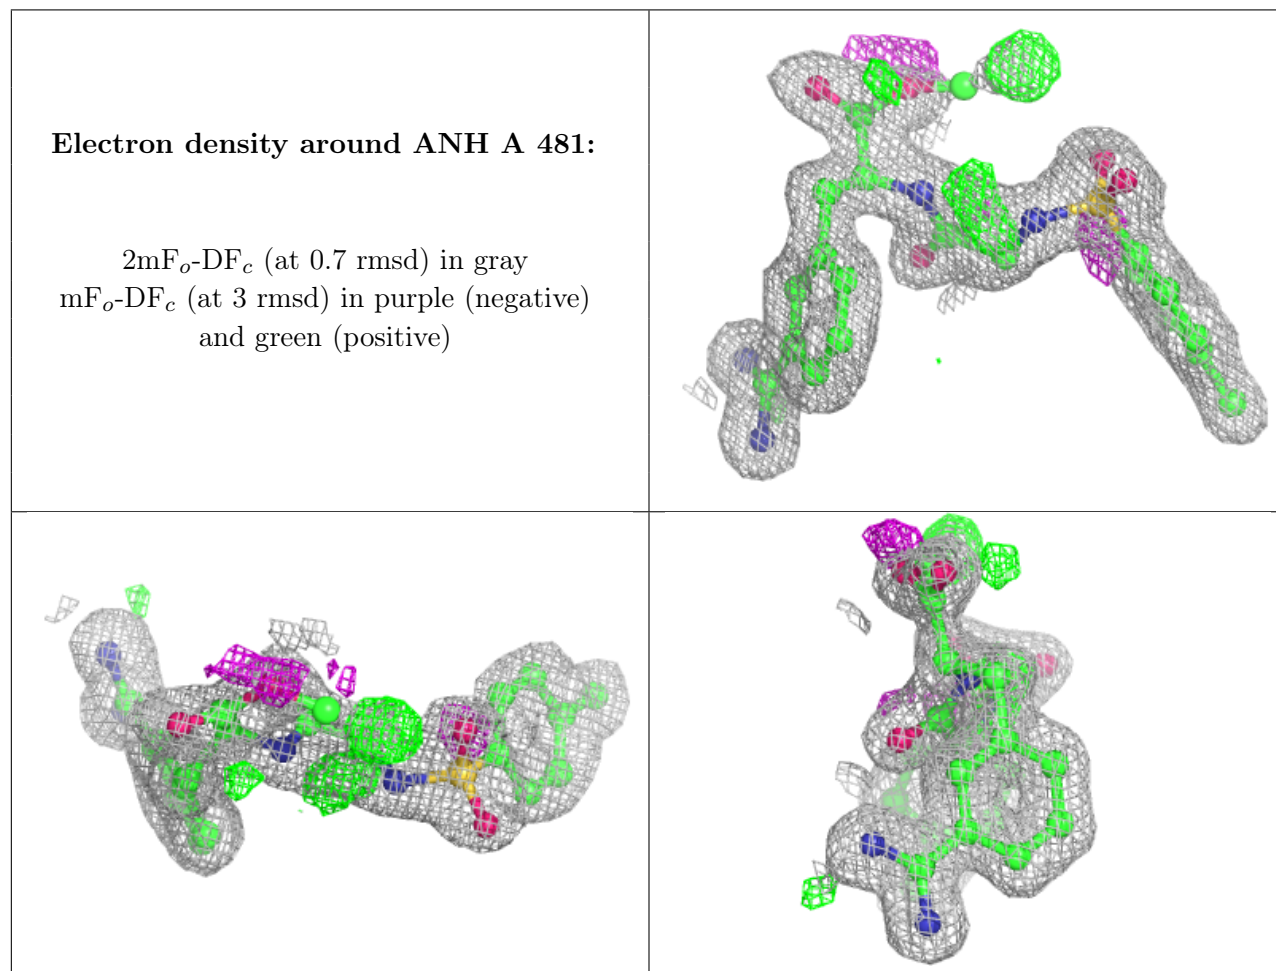 Electron density around ANH A 481:
2mFₒ-DF𝒸 (at 0.7 rmsd) in gray
mFₒ-DF𝒸 (at 3 rmsd) in purple (negative)
and green (positive)